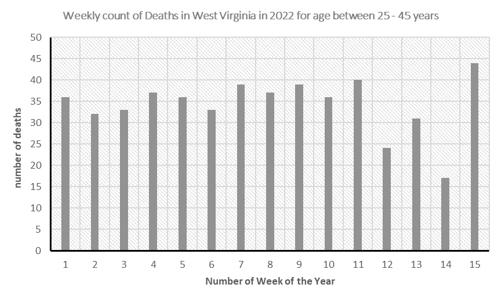 Weekly count of Deaths in West Virginia in 2022 for age between 25 - 45 years
50
45
40
35
30
25
20
15
10
5
0
number of deaths
1 2 3 4 5 6 7 8 9 10 11 12 13 14 15
Number of Week of the Year